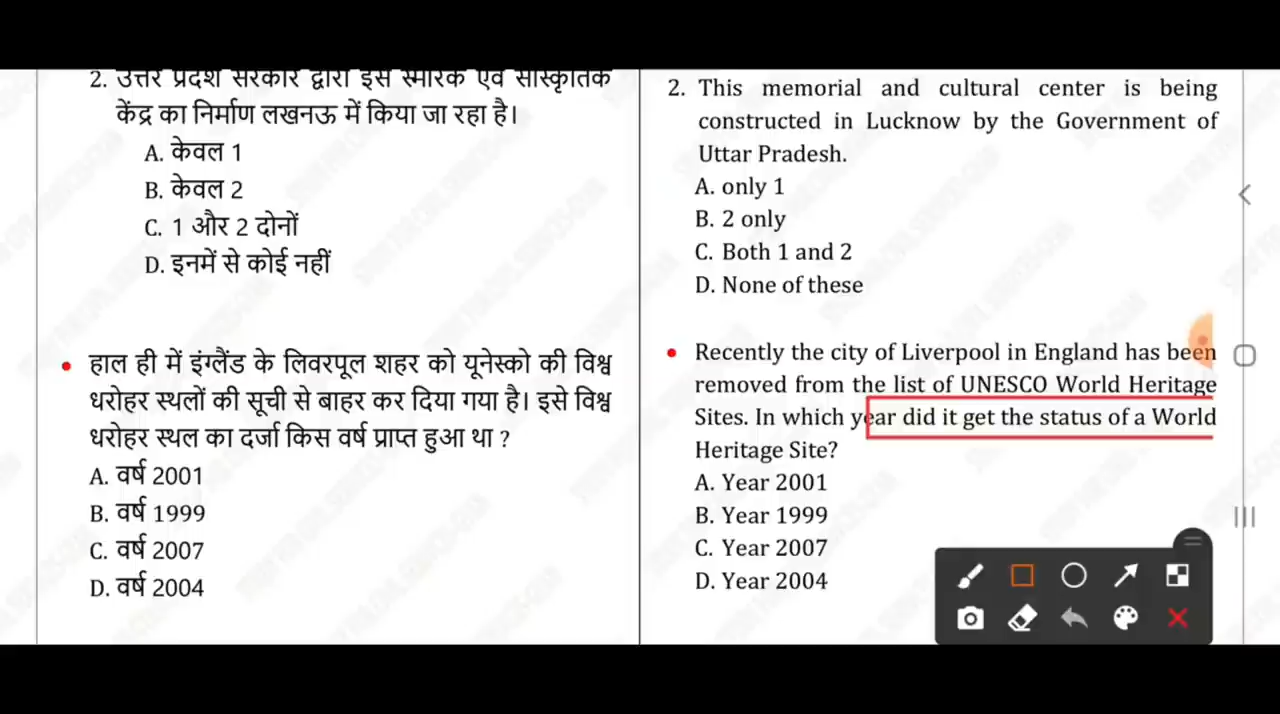 2. उत्तर प्रदेश सरकार द्वारा इस स्मारक एवं सांस्कृतिक
केंद्र का निर्माण लखनऊ में किया जा रहा है।
A. केवल 1
B. केवल 2
C. 1 और 2 दोनों
D. इनमें से कोई नहीं
• हाल ही में इंग्लैंड के लिवरपूल शहर को यूनेस्को की विश्व
धरोहर स्थलों की सूची से बाहर कर दिया गया है। इसे विश्व
धरोहर स्थल का दर्जा किस वर्ष प्राप्त हुआ था ?
A. वर्ष 2001
B. वर्ष 1999
C. वर्ष 2007
D. वर्ष 2004
2. This memorial and cultural center is being
constructed in Lucknow by the Government of
Uttar Pradesh.
A. only 1
B. 2 only
C. Both 1 and 2
D. None of these
• Recently the city of Liverpool in England has been
removed from the list of UNESCO World Heritage
Sites. In which year did it get the status of a World
Heritage Site?
A. Year 2001
B. Year 1999
C. Year 2007
D. Year 2004